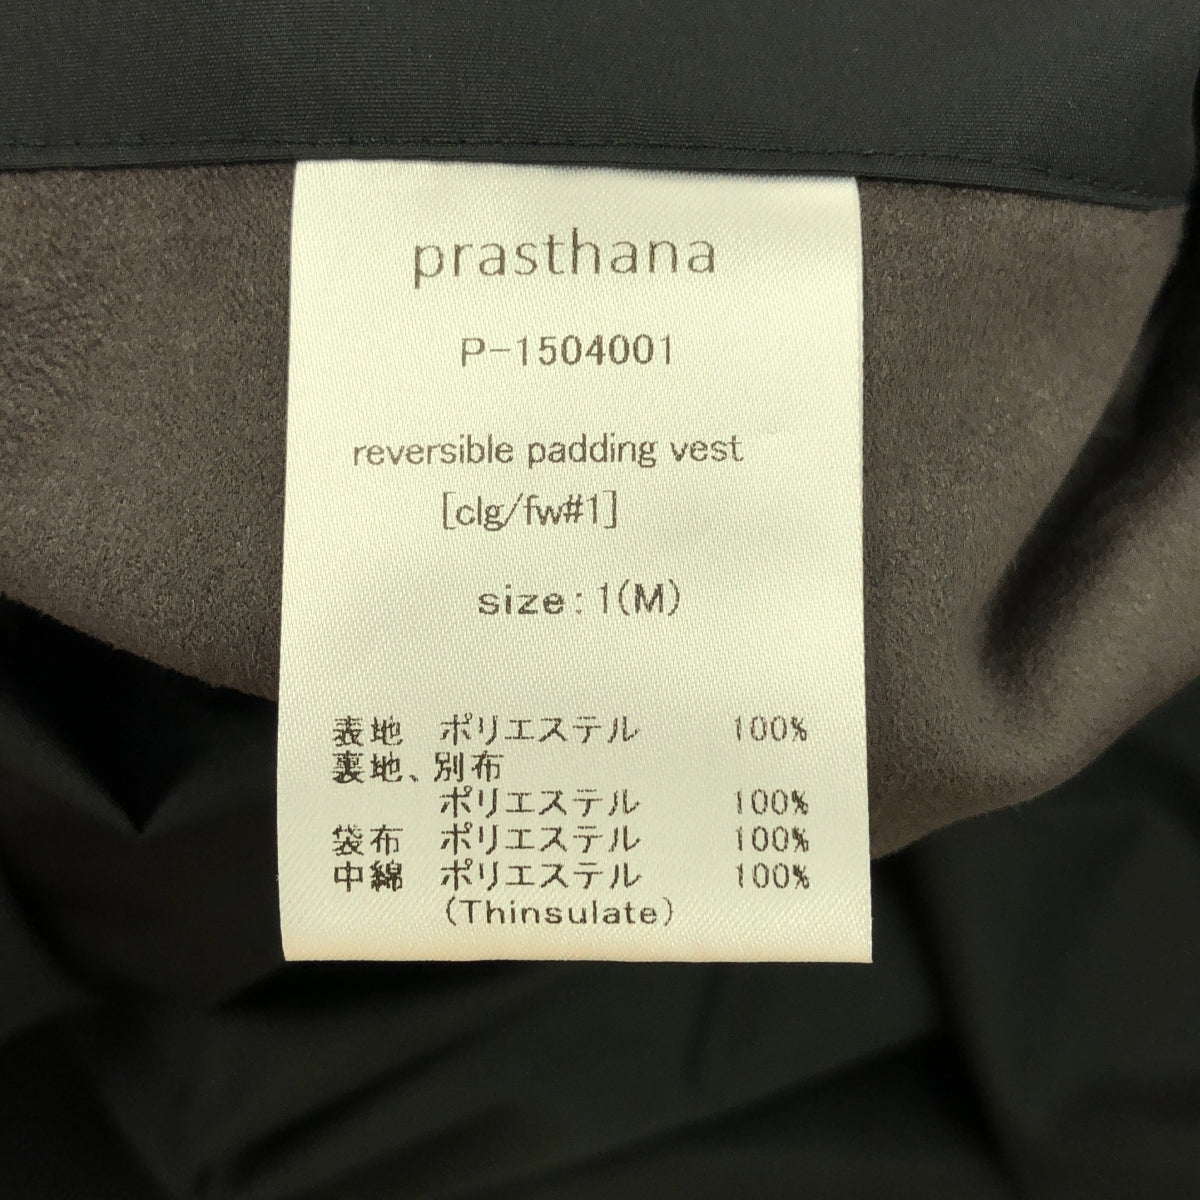 prasthana
P-1504001
reversible padding vest
[clg/fw#1]
size: 1(M)
表地 ポリエステル 100%
裏地、別布
ポリエステル 100%
袋布 ポリエステル 100%
中綿 ポリエステル 100%
(Thinsulate)